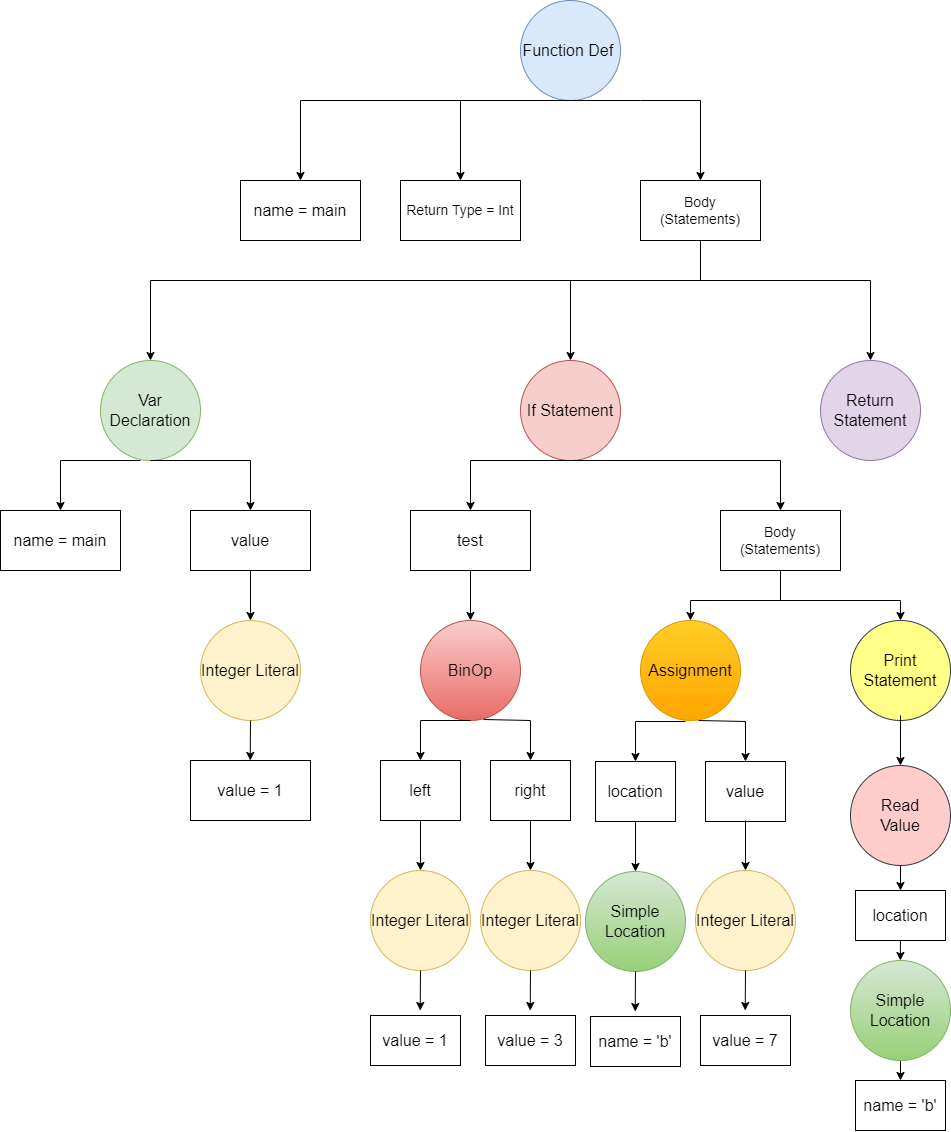 Function Def
name = main
Return Type = Int
Body
(Statements)
Var
Declaration
If Statement
Return
Statement
name = main
value
test
Body
(Statements)
Integer Literal
BinOp
Assignment
Print
Statement
value = 1
left
right
location
value
Read
Value
Integer Literal
Integer Literal
Simple
Location
Integer Literal
location
value = 1
value = 3
name = 'b'
value = 7
Simple
Location
name = 'b'